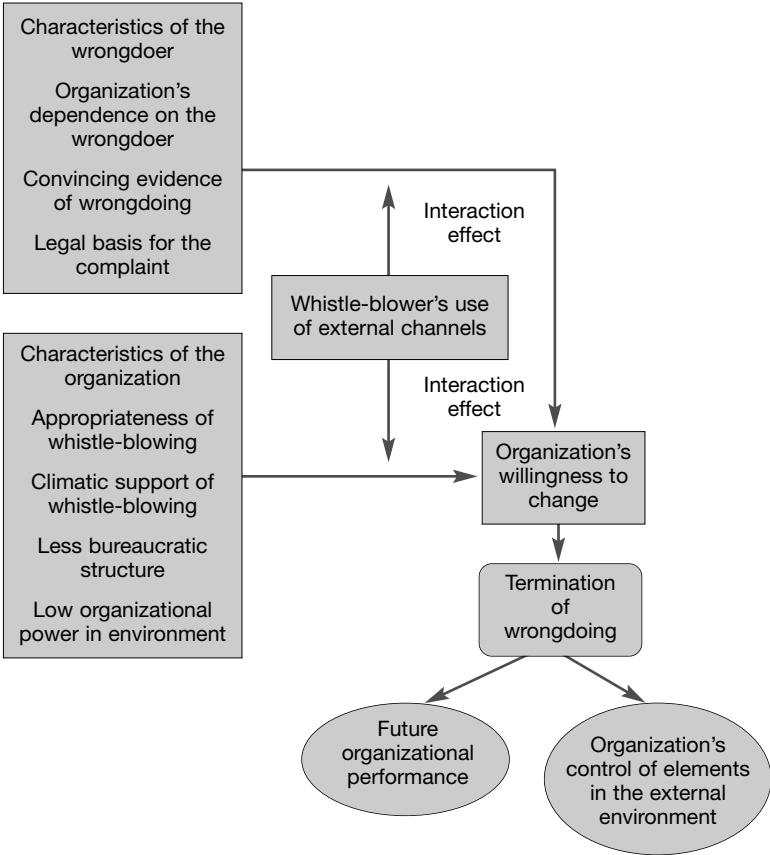 Characteristics of the
wrongdoer
Organization's
dependence on the
wrongdoer
Convincing evidence
of wrongdoing
Legal basis for the
complaint
Interaction
effect
Whistle-blower's use
of external channels
Interaction
effect
Characteristics of the
organization
Appropriateness of
whistle-blowing
Climatic support of
whistle-blowing
Less bureaucratic
structure
Low organizational
power in environment
Organization's
willingness to
change
Termination
of
wrongdoing
Future
organizational
performance
Organization's
control of elements
in the external
environment